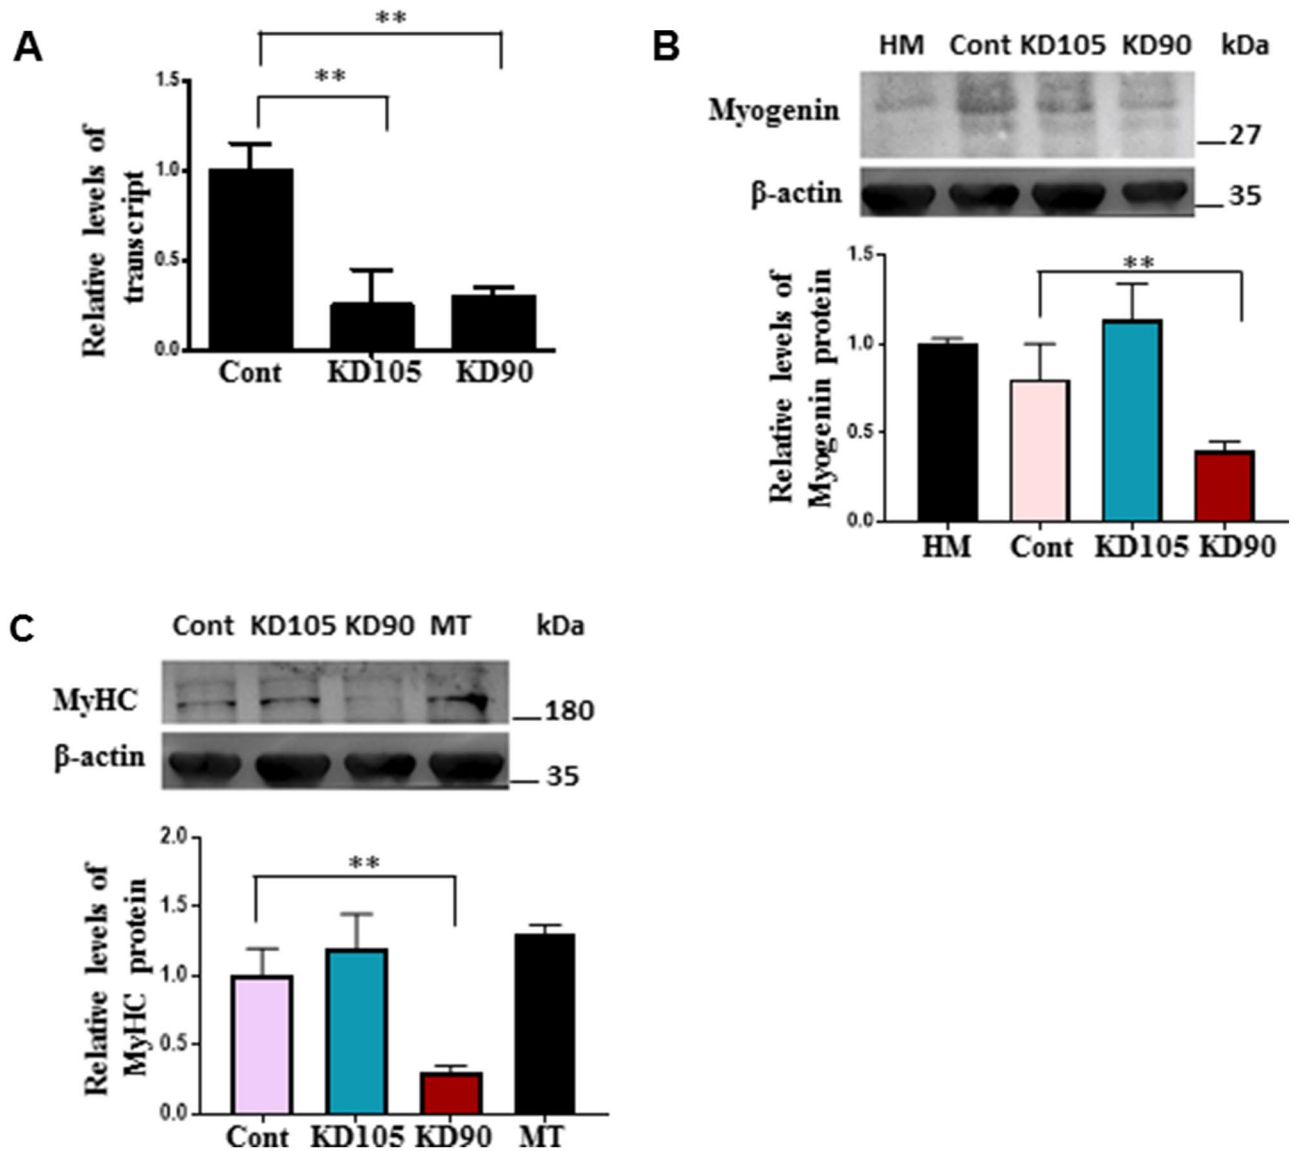 A
**
**
1.5
1.0
0.5
0.0
Relative levels of
transcript
Cont KD105 KD90
B
HM Cont KD105 KD90 kDa
Myogenin
27
β-actin
35
**
1.5
1.0
0.5
0.0
Relative levels of
Myogenin protein
HM Cont KD105 KD90
C
Cont KD105 KD90 MT kDa
MyHC
180
β-actin
35
**
2.0
1.5
1.0
0.5
0.0
Relative levels of
MyHC protein
Cont KD105 KD90 MT